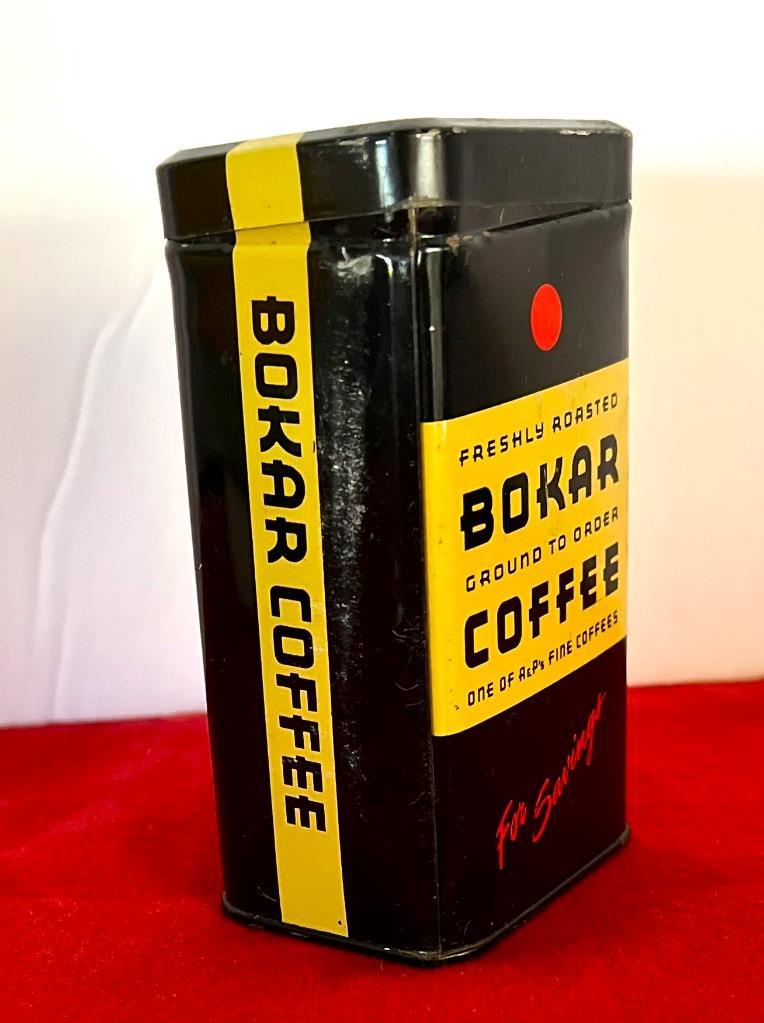 BOKAR COFFEE
FRESHLY ROASTED
BOKAR
GROUND TO ORDER
COFFEE
ONE OF A&P's FINE COFFEES
For Savings